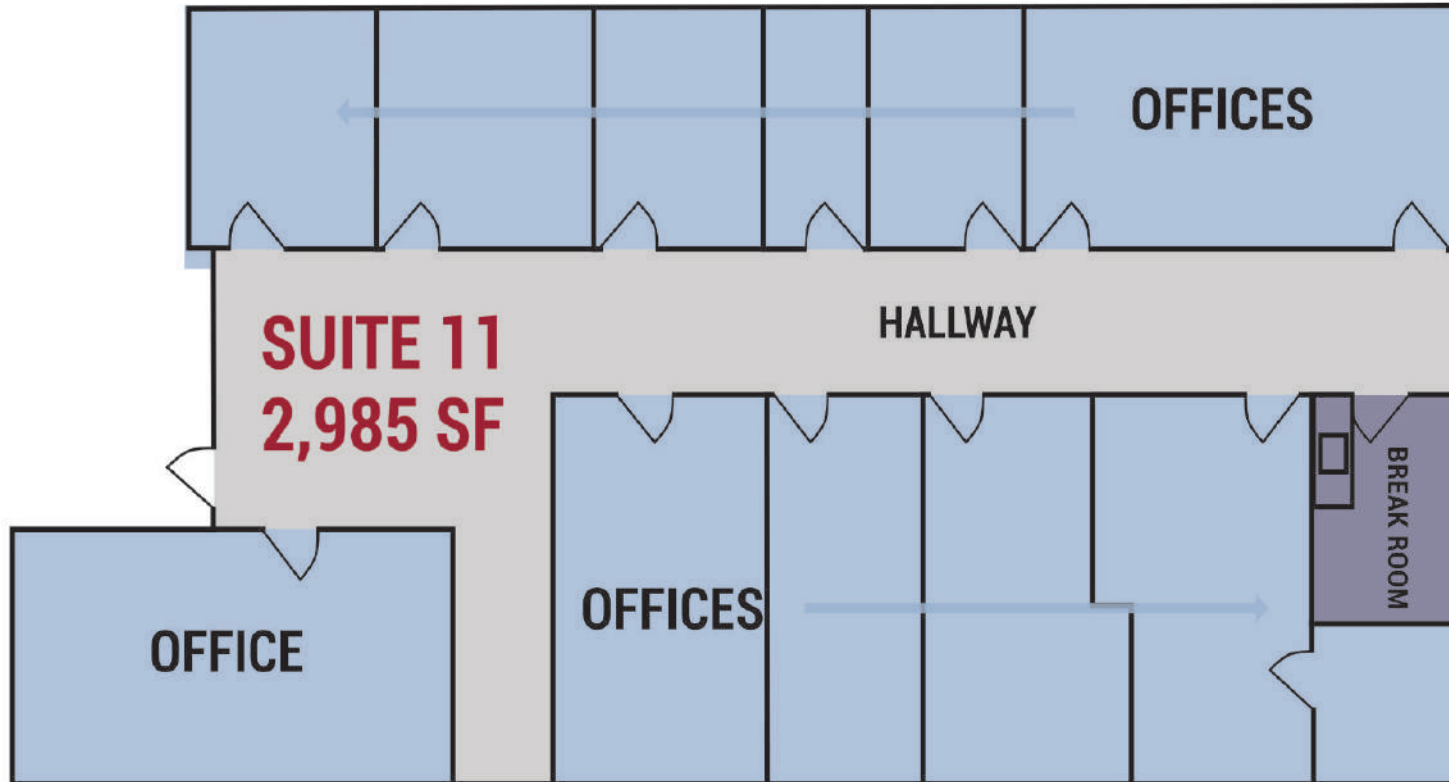 OFFICES
HALLWAY
SUITE 11
2,985 SF
BREAK ROOM
OFFICES
OFFICE